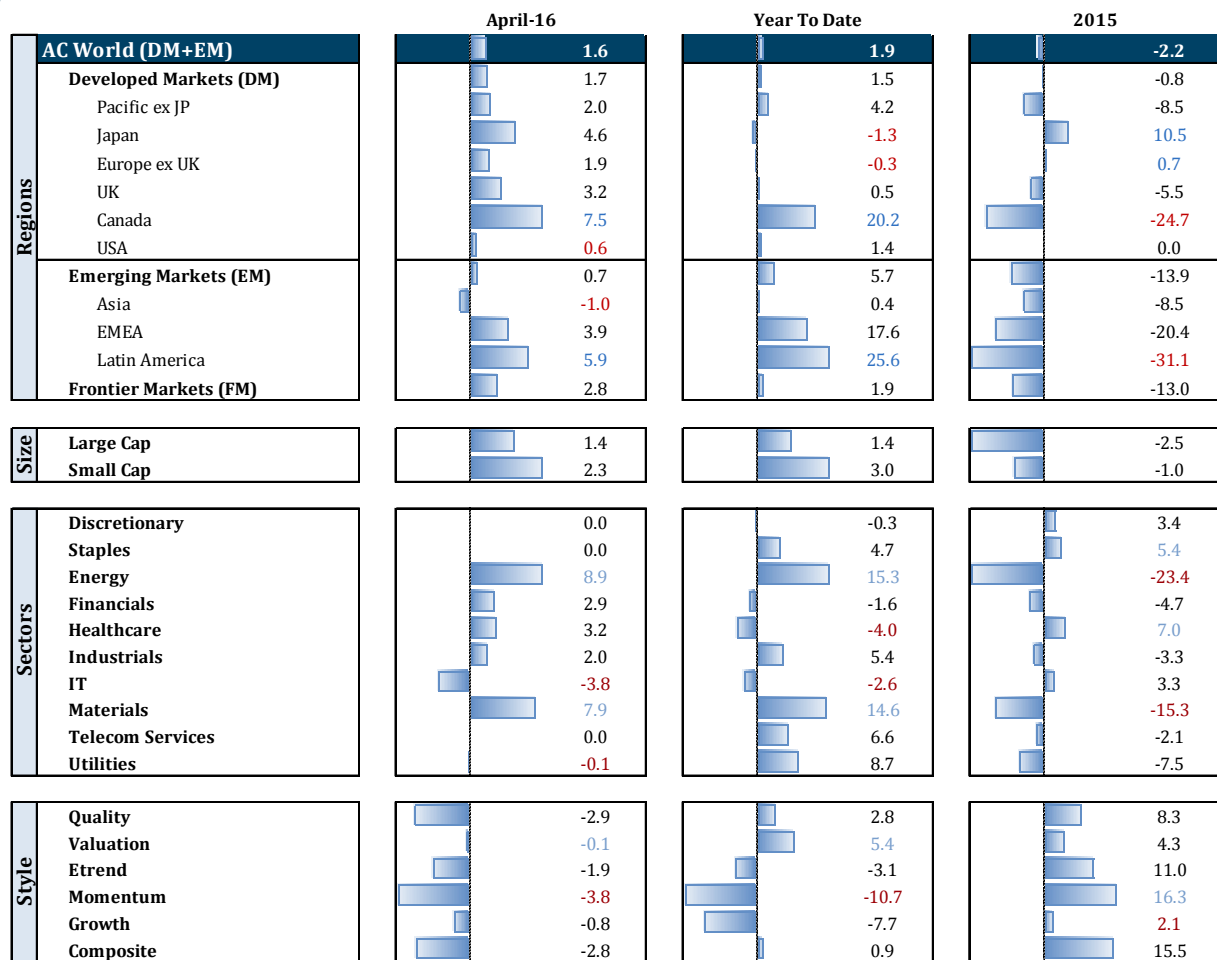 April-16 Year To Date 2015
AC World (DM+EM) 1.6 1.9 -2.2
Developed Markets (DM) 1.7 1.5 -0.8
Pacific ex JP 2.0 4.2 -8.5
Japan 4.6 -1.3 10.5
Europe ex UK 1.9 -0.3 0.7
UK 3.2 0.5 -5.5
Canada 7.5 20.2 -24.7
USA 0.6 1.4 0.0
Emerging Markets (EM) 0.7 5.7 -13.9
Asia -1.0 0.4 -8.5
EMEA 3.9 17.6 -20.4
Latin America 5.9 25.6 -31.1
Frontier Markets (FM) 2.8 1.9 -13.0
Regions
Large Cap 1.4 1.4 -2.5
Small Cap 2.3 3.0 -1.0
Size
Discretionary 0.0 -0.3 3.4
Staples 0.0 4.7 5.4
Energy 8.9 15.3 -23.4
Financials 2.9 -1.6 -4.7
Healthcare 3.2 -4.0 7.0
Industrials 2.0 5.4 -3.3
IT -3.8 -2.6 3.3
Materials 7.9 14.6 -15.3
Telecom Services 0.0 6.6 -2.1
Utilities -0.1 8.7 -7.5
Sectors
Quality -2.9 2.8 8.3
Valuation -0.1 5.4 4.3
Etrend -1.9 -3.1 11.0
Momentum -3.8 -10.7 16.3
Growth -0.8 -7.7 2.1
Composite -2.8 0.9 15.5
Style